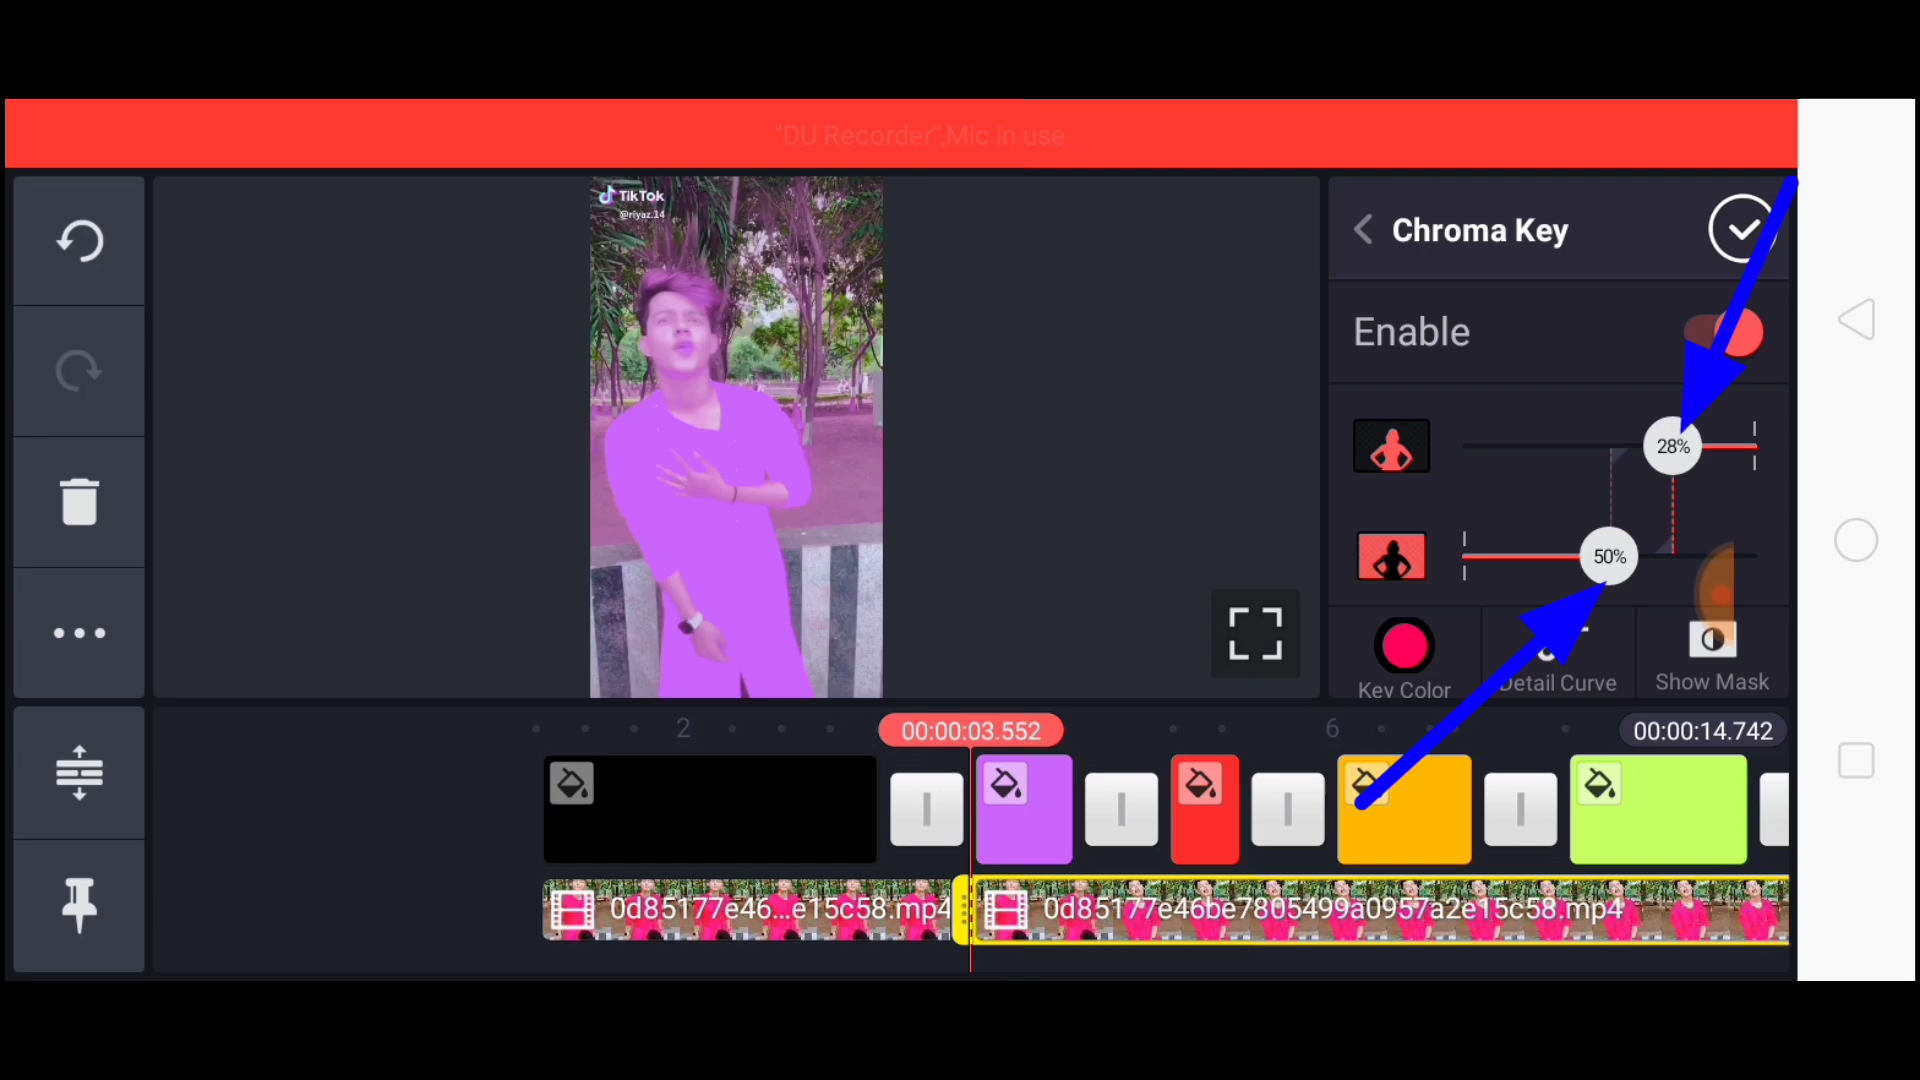 "DU Recorder",Mic in use
TikTok
@riyaz.14
Chroma Key
Enable
28%
50%
Key Color
Detail Curve
Show Mask
2
00:00:03.552
6
00:00:14.742
0d85177e46...e15c58.mp4
0d85177e46be7805499a0957a2e15c58.mp4